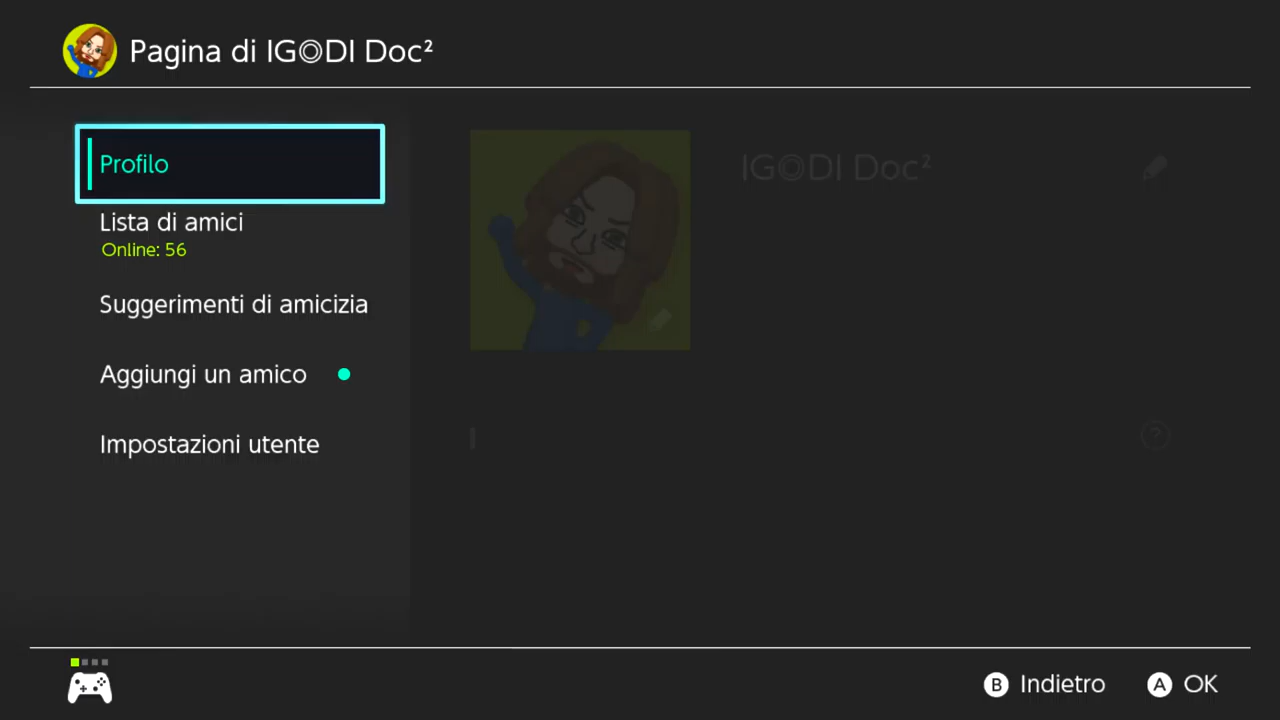 Pagina di IG◎DI Doc²
Profilo
Lista di amici
Online: 56
Suggerimenti di amicizia
Aggiungi un amico
Impostazioni utente
IG◎DI Doc²
?
B Indietro
A OK